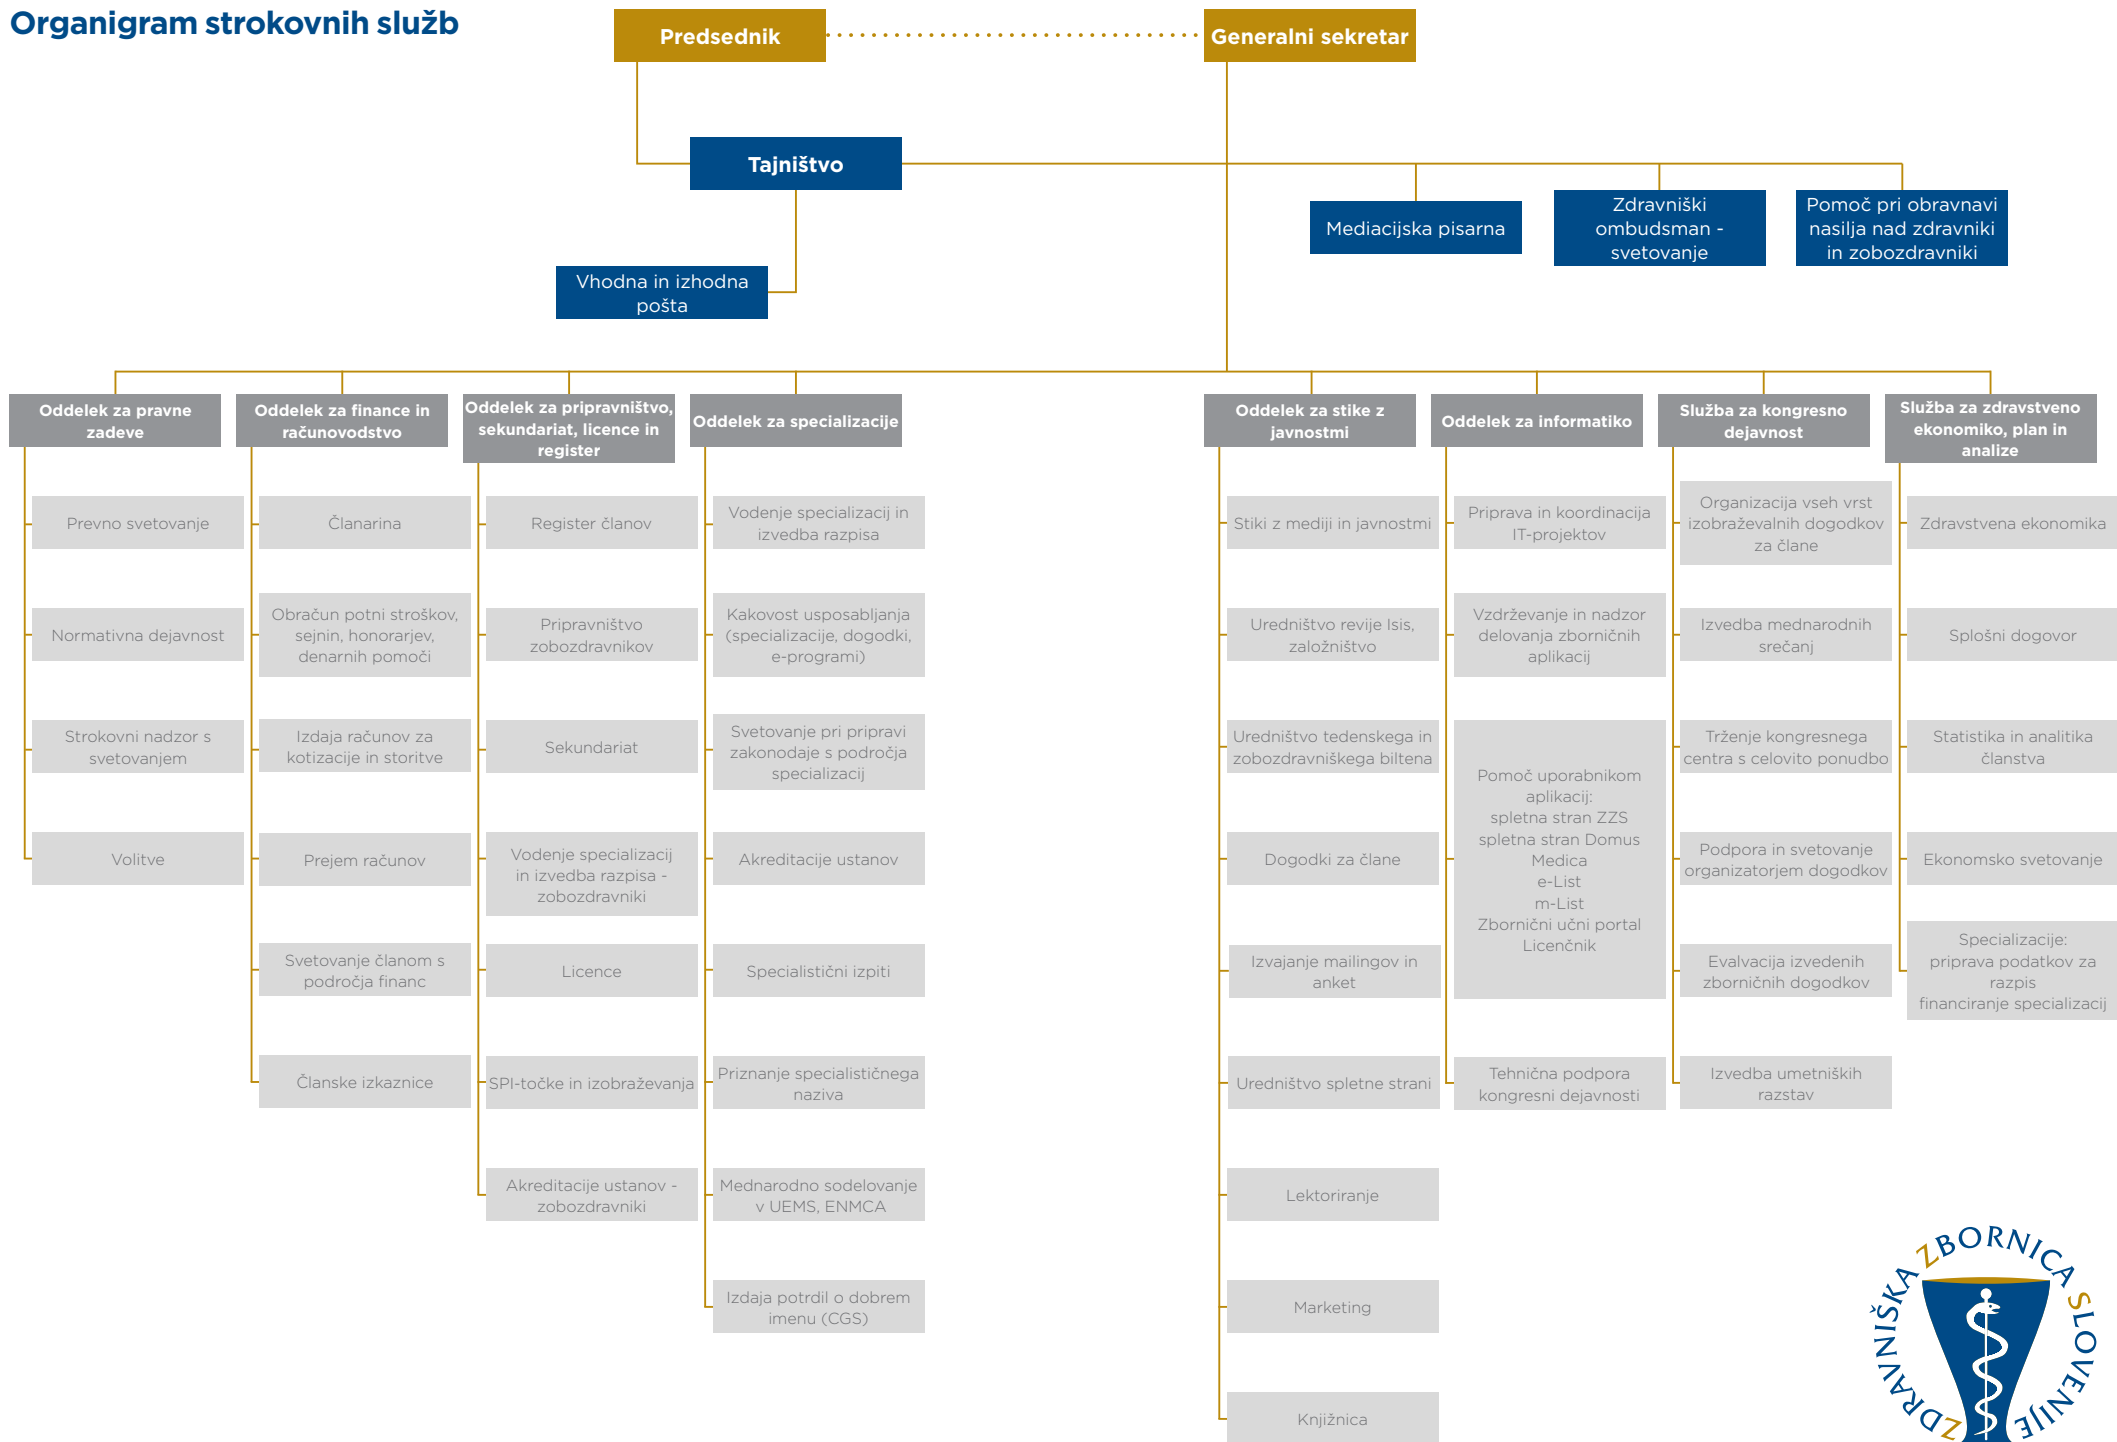 Organigram strokovnih služb
Predsednik
Generalni sekretar
Tajništvo
Mediacijska pisarna
Zdravniški
ombudsman -
svetovanje
Pomoč pri obravnavi
nasilja nad zdravniki
in zobozdravniki
Vhodna in izhodna
pošta
Oddelek za pravne
zadeve
Prevno svetovanje
Normativna dejavnost
Strokovni nadzor s
svetovanjem
Volitve
Oddelek za finance in
računovodstvo
Članarina
Obračun potni stroškov,
sejnin, honorarjev,
denarnih pomoči
Izdaja računov za
kotizacije in storitve
Prejem računov
Svetovanje članom s
področja financ
Članske izkaznice
Oddelek za pripravništvo,
sekundariat, licence in
register
Register članov
Pripravništvo
zobozdravnikov
Sekundariat
Vodenje specializacij
in izvedba razpisa -
zobozdravniki
Licence
SPI-točke in izobraževanja
Akreditacije ustanov -
zobozdravniki
Oddelek za specializacije
Vodenje specializacij in
izvedba razpisa
Kakovost usposabljanja
(specializacije, dogodki,
e-programi)
Svetovanje pri pripravi
zakonodaje s področja
specializacij
Akreditacije ustanov
Specialistični izpiti
Priznanje specialističnega
naziva
Mednarodno sodelovanje
v UEMS, ENMCA
Izdaja potrdil o dobrem
imenu (CGS)
Oddelek za stike z
javnostmi
Stiki z mediji in javnostmi
Uredništvo revije Isis,
založništvo
Uredništvo tedenskega in
zobozdravniškega biltena
Dogodki za člane
Izvajanje mailingov in
anket
Uredništvo spletne strani
Lektoriranje
Marketing
Knjižnica
Oddelek za informatiko
Priprava in koordinacija
IT-projektov
Vzdrževanje in nadzor
delovanja zborničnih
aplikacij
Pomoč uporabnikom
aplikacij:
spletna stran ZZS
spletna stran Domus
Medica
e-List
m-List
Zbornični učni portal
Licenčnik
Tehnična podpora
kongresni dejavnosti
Služba za kongresno
dejavnost
Organizacija vseh vrst
izobraževalnih dogodkov
za člane
Izvedba mednarodnih
srečanj
Trženje kongresnega
centra s celovito ponudbo
Podpora in svetovanje
organizatorjem dogodkov
Evalvacija izvedenih
zborničnih dogodkov
Izvedba umetniških
razstav
Služba za zdravstveno
ekonomiko, plan in
analize
Zdravstvena ekonomika
Splošni dogovor
Statistika in analitika
članstva
Ekonomsko svetovanje
Specializacije:
priprava podatkov za
razpis
financiranje specializacij
ZDRAVNIŠKA ZBORNICA SLOVENIJE